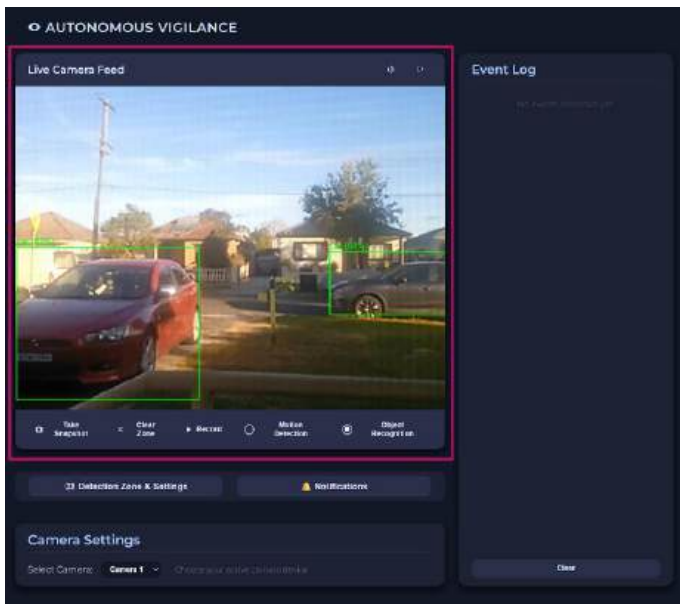 AUTONOMOUS VIGILANCE
Live Camera Feed
Event Log
Take Snapshot
Clear Zone
Record
Motion Detection
Object Recognition
Detection Zone & Settings
Notifications
Camera Settings
Select Camera:
Camera 1
Clear